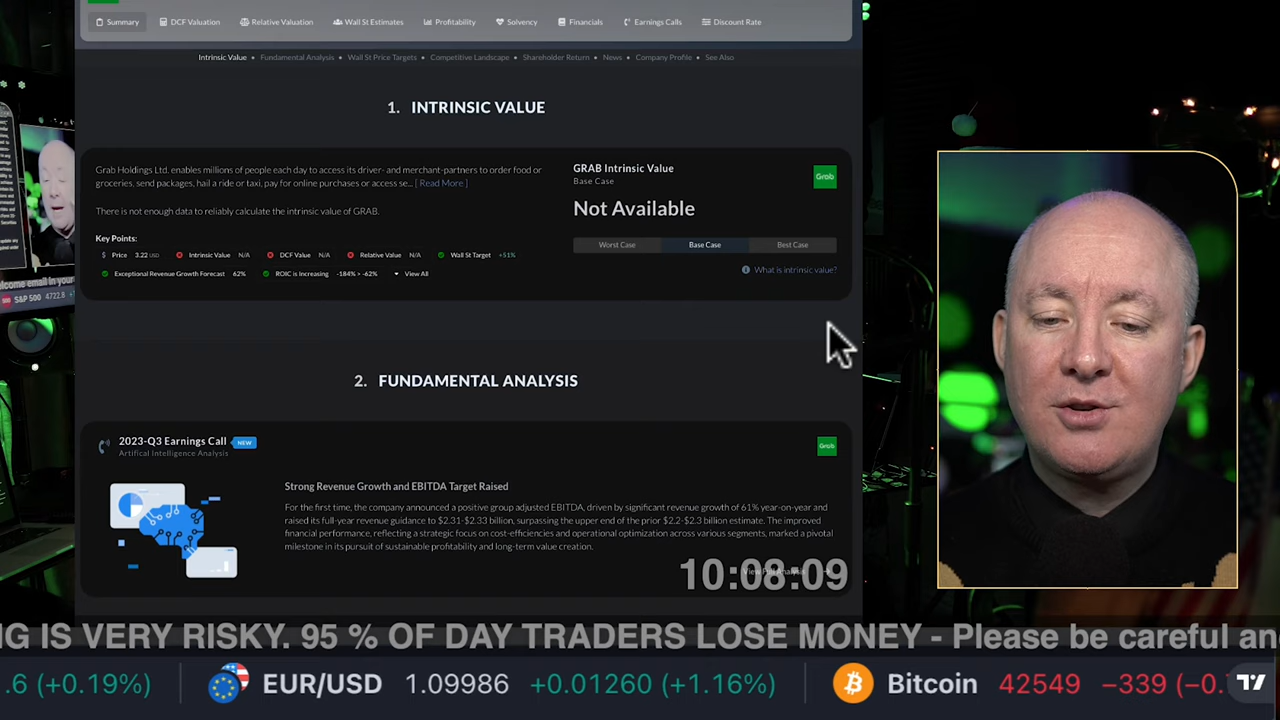 Summary
DCF Valuation
Relative Valuation
Wall St Estimates
Profitability
Solvency
Financials
Earnings Calls
Discount Rate
Intrinsic Value • Fundamental Analysis • Wall St Price Targets • Competitive Landscape • Shareholder Return • News • Company Profile • See Also
1. INTRINSIC VALUE
Grab Holdings Ltd. enables millions of people each day to access its driver- and merchant-partners to order food or
groceries, send packages, hail a ride or taxi, pay for online purchases or access se... [ Read More ]
There is not enough data to reliably calculate the intrinsic value of GRAB.
Key Points:
$ Price 3.22 USD
Intrinsic Value N/A
DCF Value N/A
Relative Value N/A
Wall St Target +51%
Exceptional Revenue Growth Forecast 62%
ROIC is Increasing -184% > -62%
View All
GRAB Intrinsic Value
Base Case
Grab
Not Available
Worst Case
Base Case
Best Case
What is intrinsic value?
2. FUNDAMENTAL ANALYSIS
2023-Q3 Earnings Call NEW
Artifical Intelligence Analysis
Grab
Strong Revenue Growth and EBITDA Target Raised
For the first time, the company announced a positive group adjusted EBITDA, driven by significant revenue growth of 61% year-on-year and
raised its full-year revenue guidance to $2.31-$2.33 billion, surpassing the upper end of the prior $2.2-$2.3 billion estimate. The improved
financial performance, reflecting a strategic focus on cost-efficiencies and operational optimization across various segments, marked a pivotal
milestone in its pursuit of sustainable profitability and long-term value creation.
10:08:09
elcome email in your
S&P 500 4722.8
NG IS VERY RISKY. 95 % OF DAY TRADERS LOSE MONEY - Please be careful an
.6 (+0.19%)
EUR/USD 1.09986 +0.01260 (+1.16%)
Bitcoin 42549 −339 (−0.